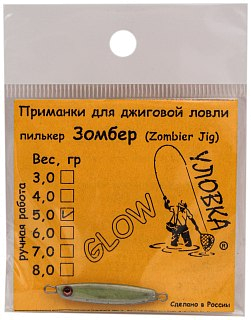 Приманки для джиговой ловли
пилькер Зомбер (Zombier Jig)
Вес, гр
3,0
4,0
5,0
6,0
7,0
8,0
ручная работа
GLOW
УЛОВКА
®
Сделано в России